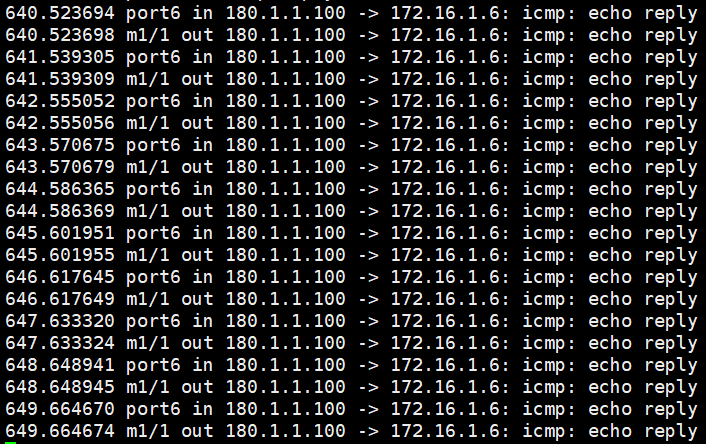 640.523694 port6 in 180.1.1.100 -> 172.16.1.6: icmp: echo reply
640.523698 m1/1 out 180.1.1.100 -> 172.16.1.6: icmp: echo reply
641.539305 port6 in 180.1.1.100 -> 172.16.1.6: icmp: echo reply
641.539309 m1/1 out 180.1.1.100 -> 172.16.1.6: icmp: echo reply
642.555052 port6 in 180.1.1.100 -> 172.16.1.6: icmp: echo reply
642.555056 m1/1 out 180.1.1.100 -> 172.16.1.6: icmp: echo reply
643.570675 port6 in 180.1.1.100 -> 172.16.1.6: icmp: echo reply
643.570679 m1/1 out 180.1.1.100 -> 172.16.1.6: icmp: echo reply
644.586365 port6 in 180.1.1.100 -> 172.16.1.6: icmp: echo reply
644.586369 m1/1 out 180.1.1.100 -> 172.16.1.6: icmp: echo reply
645.601951 port6 in 180.1.1.100 -> 172.16.1.6: icmp: echo reply
645.601955 m1/1 out 180.1.1.100 -> 172.16.1.6: icmp: echo reply
646.617645 port6 in 180.1.1.100 -> 172.16.1.6: icmp: echo reply
646.617649 m1/1 out 180.1.1.100 -> 172.16.1.6: icmp: echo reply
647.633320 port6 in 180.1.1.100 -> 172.16.1.6: icmp: echo reply
647.633324 m1/1 out 180.1.1.100 -> 172.16.1.6: icmp: echo reply
648.648941 port6 in 180.1.1.100 -> 172.16.1.6: icmp: echo reply
648.648945 m1/1 out 180.1.1.100 -> 172.16.1.6: icmp: echo reply
649.664670 port6 in 180.1.1.100 -> 172.16.1.6: icmp: echo reply
649.664674 m1/1 out 180.1.1.100 -> 172.16.1.6: icmp: echo reply